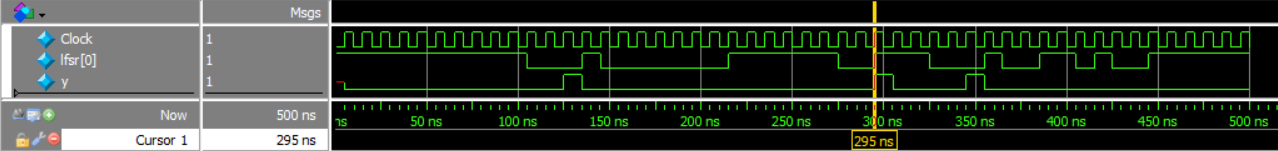 Msgs
Clock 1
lfsr[0] 1
y 1
Now 500 ns
ns 50 ns 100 ns 150 ns 200 ns 250 ns 300 ns 350 ns 400 ns 450 ns 500 ns
Cursor 1 295 ns
295 ns